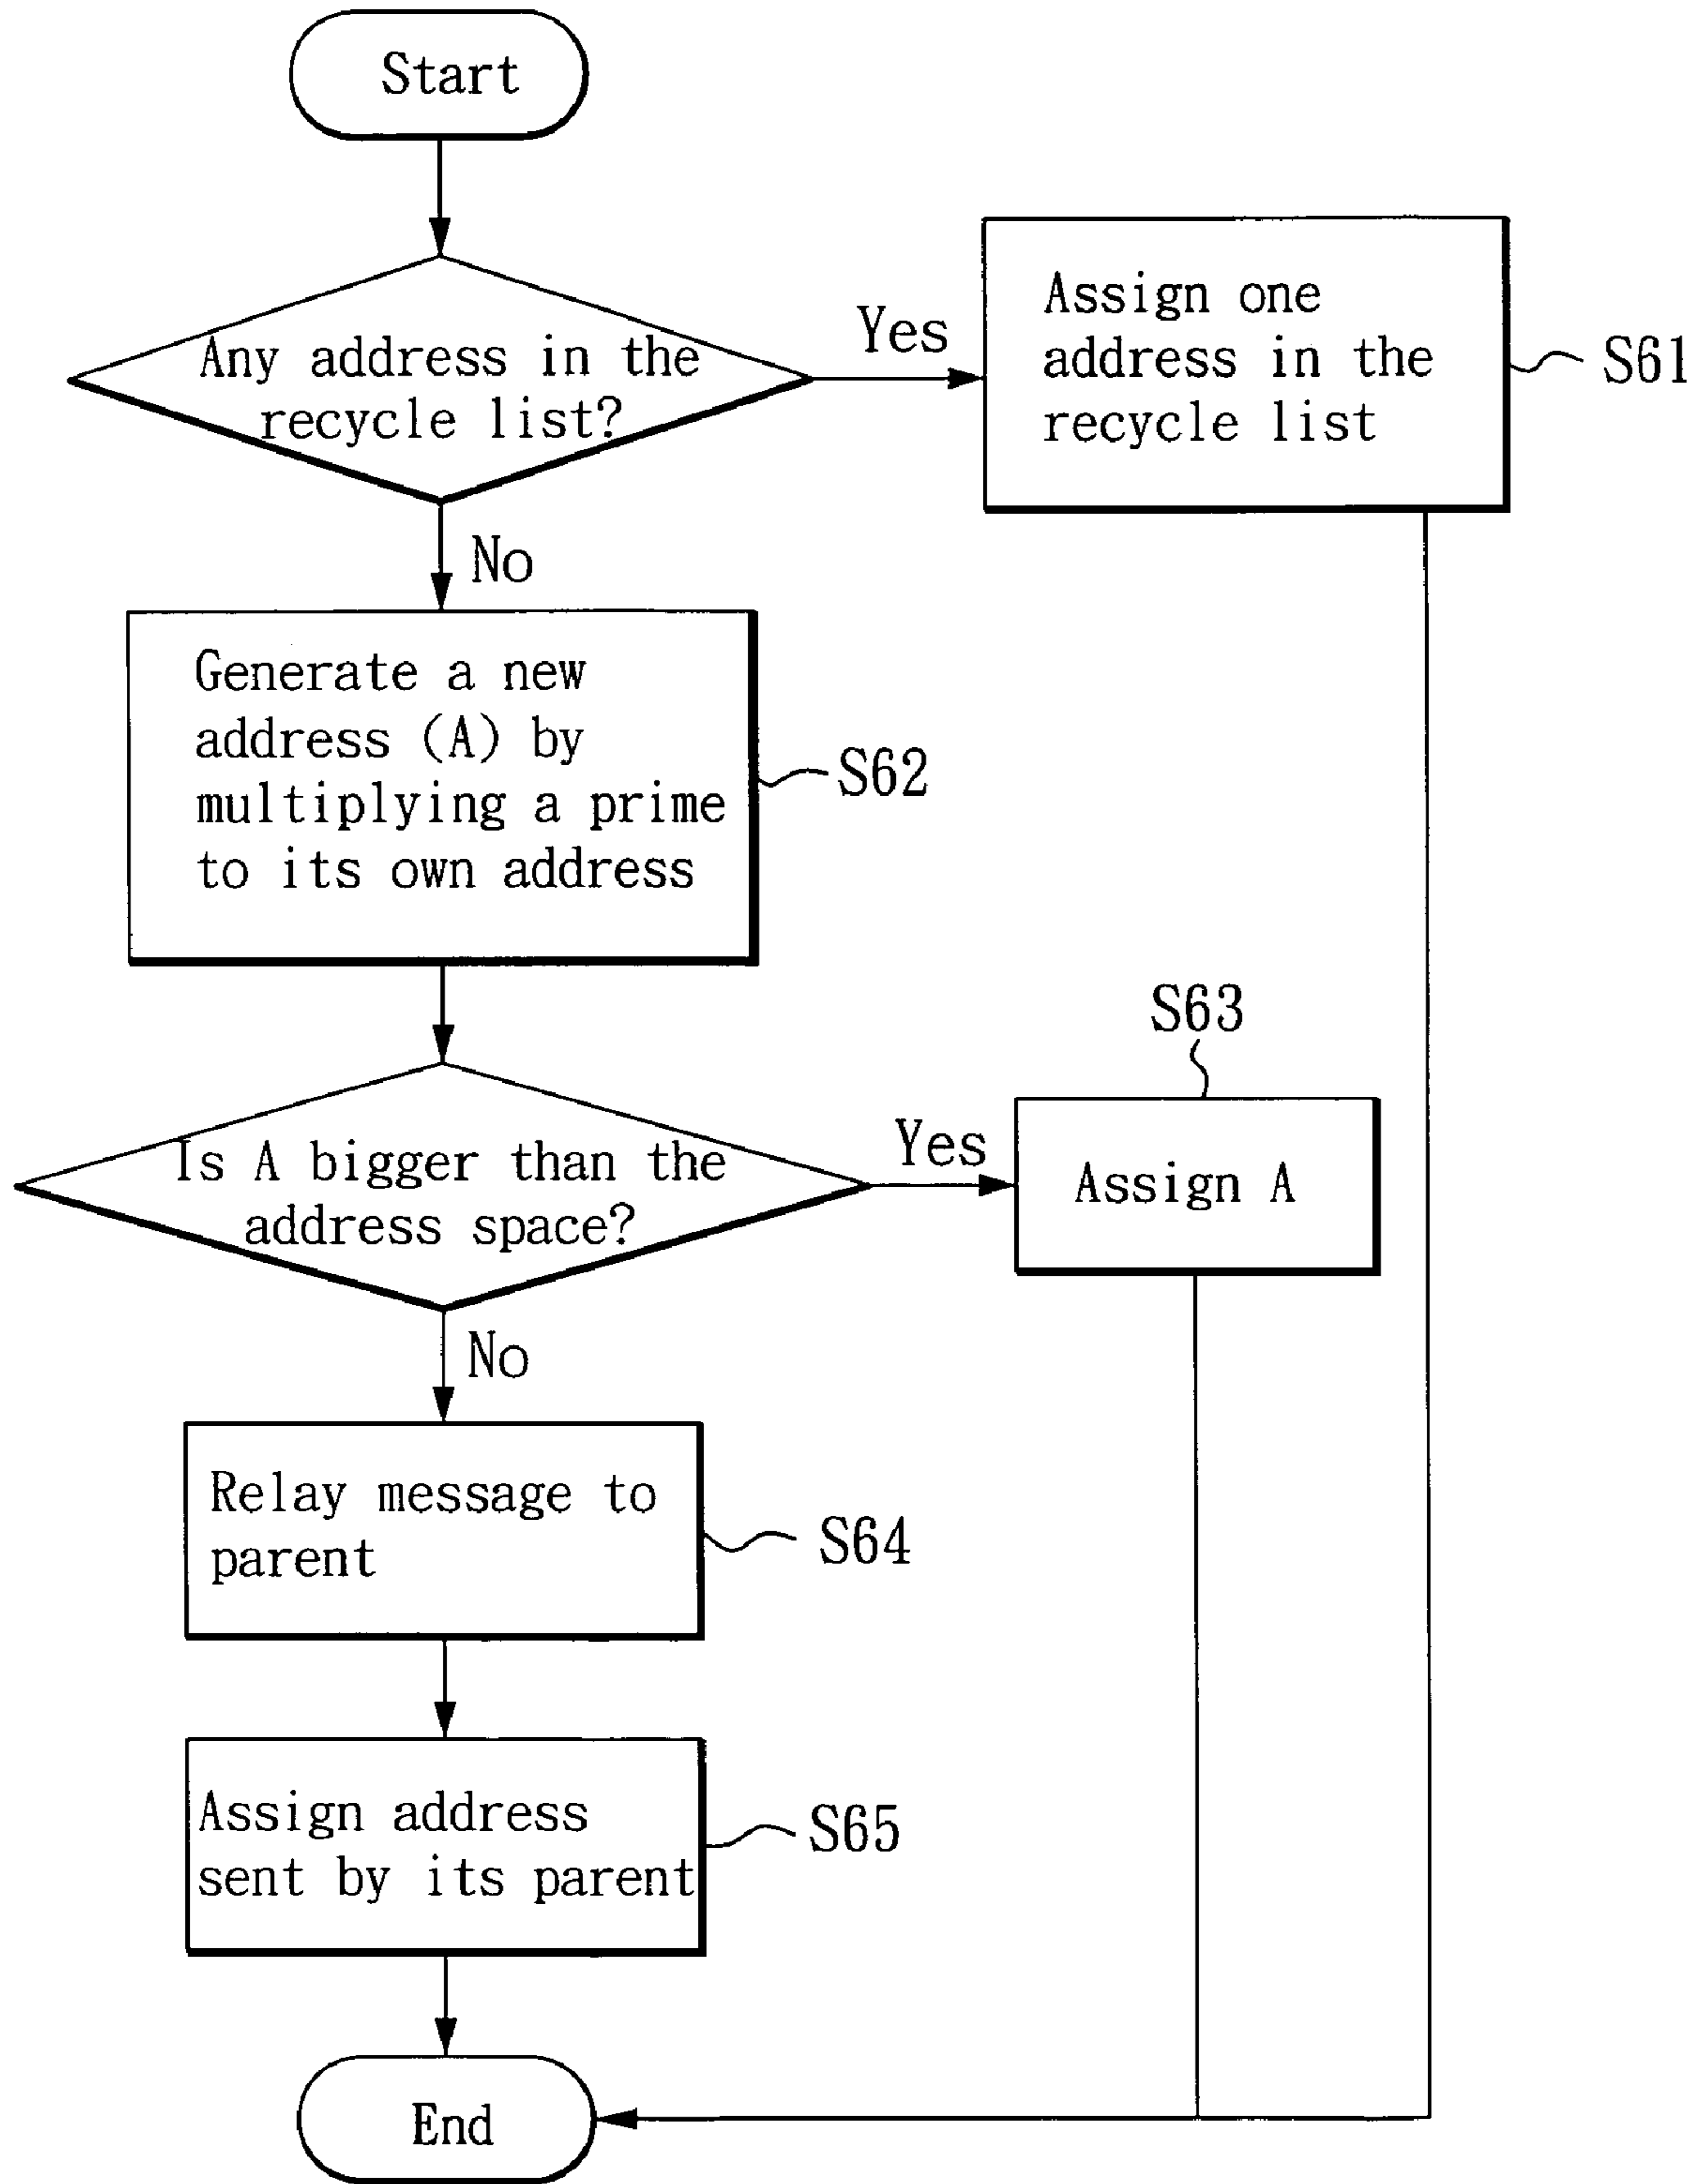 Start
Any address in the
recycle list?
Yes
Assign one
address in the
recycle list
S61
No
Generate a new
address (A) by
multiplying a prime
to its own address
S62
Is A bigger than the
address space?
Yes
S63
Assign A
No
Relay message to
parent
S64
Assign address
sent by its parent
S65
End